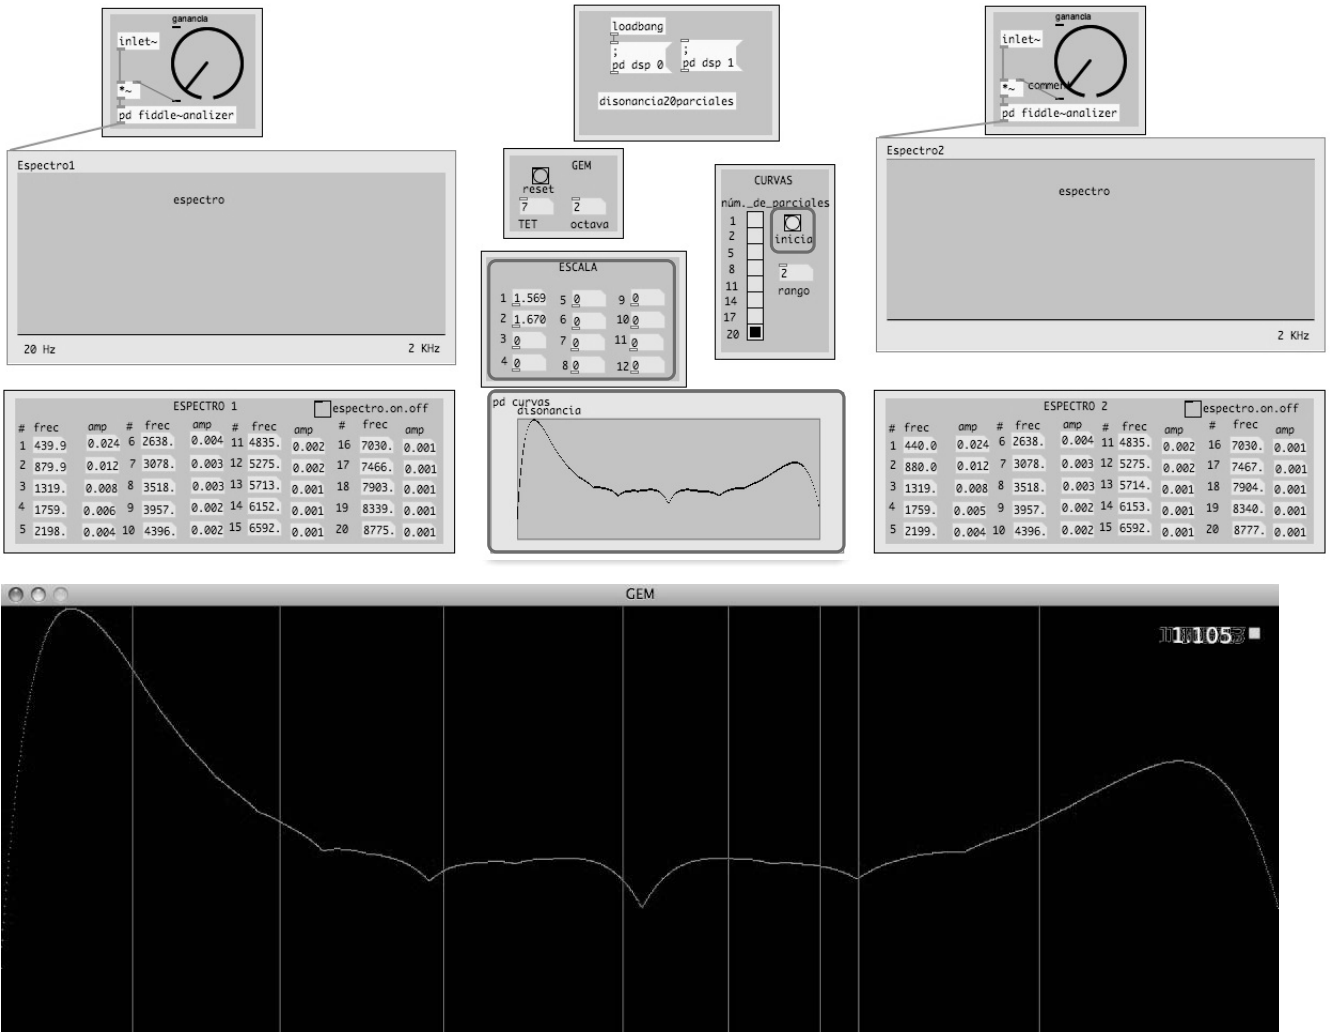 ganancia
inlet~
*~
pd fiddle~analizer
loadbang
;
pd dsp 0
;
pd dsp 1
disonancia20parciales
ganancia
inlet~
*~
pd fiddle~analizer
Espectro1
espectro
20 Hz
2 KHz
GEM
reset
7
2
TET
octava
CURVAS
núm._de_parciales
1
2
5
8
11
14
17
20
inicia
2
rango
Espectro2
espectro
2 KHz
ESCALA
1 1.569 5 0 9 0
2 1.670 6 0 10 0
3 0 7 0 11 0
4 0 8 0 12 0
ESPECTRO 1
espectro.on.off
# frec amp # frec amp # frec amp # frec amp
1 439.9 0.024 6 2638. 0.004 11 4835. 0.002 16 7030. 0.001
2 879.9 0.012 7 3078. 0.003 12 5275. 0.002 17 7466. 0.001
3 1319. 0.008 8 3518. 0.003 13 5713. 0.001 18 7903. 0.001
4 1759. 0.006 9 3957. 0.002 14 6152. 0.001 19 8339. 0.001
5 2198. 0.004 10 4396. 0.002 15 6592. 0.001 20 8775. 0.001
pd curvas
disonancia
ESPECTRO 2
espectro.on.off
# frec amp # frec amp # frec amp # frec amp
1 440.0 0.024 6 2638. 0.004 11 4835. 0.002 16 7030. 0.001
2 880.0 0.012 7 3078. 0.003 12 5275. 0.002 17 7467. 0.001
3 1319. 0.008 8 3518. 0.003 13 5714. 0.001 18 7904. 0.001
4 1759. 0.005 9 3957. 0.002 14 6153. 0.001 19 8340. 0.001
5 2199. 0.004 10 4396. 0.002 15 6592. 0.001 20 8777. 0.001
GEM
1.105